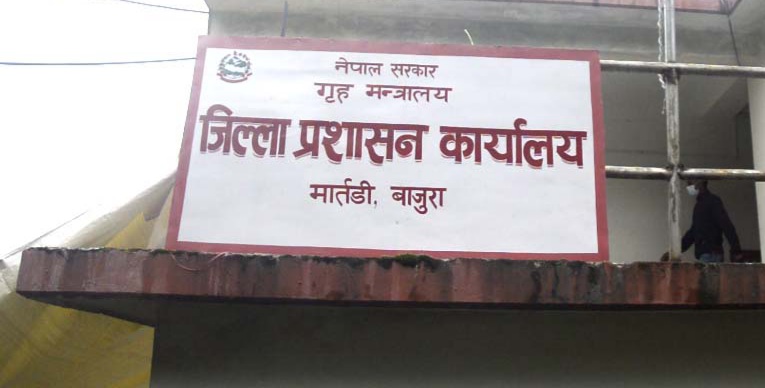 नेपाल सरकार
गृह मन्त्रालय
जिल्ला प्रशासन कार्यालय
मार्तडी, बाजुरा